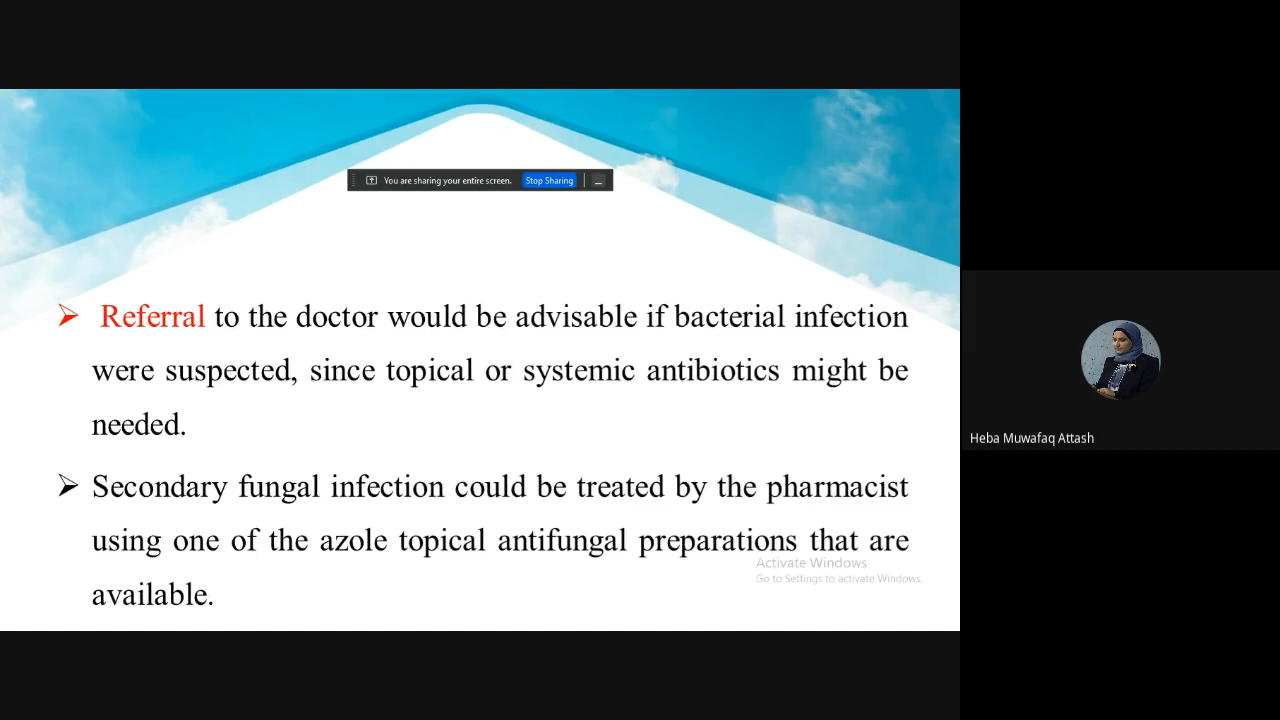 You are sharing your entire screen. Stop Sharing
➢ Referral to the doctor would be advisable if bacterial infection
were suspected, since topical or systemic antibiotics might be
needed.
➢ Secondary fungal infection could be treated by the pharmacist
using one of the azole topical antifungal preparations that are
available.
Activate Windows
Go to Settings to activate Windows.
Heba Muwafaq Attash